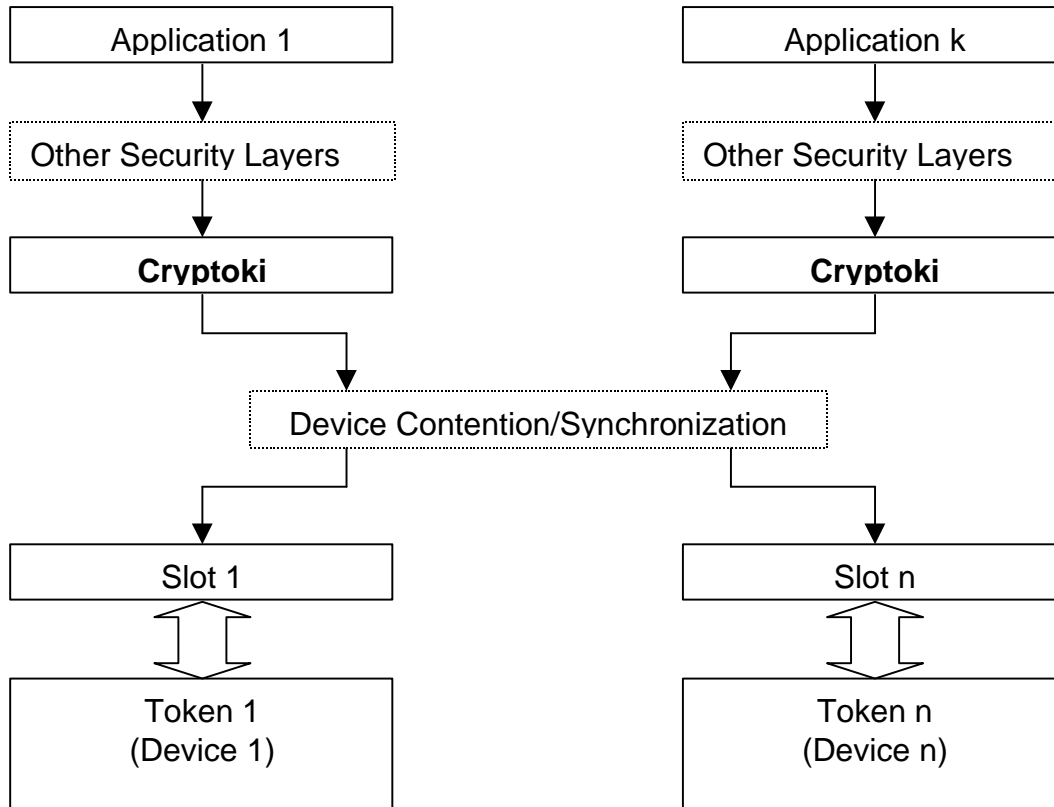 Application 1
Application k
Other Security Layers
Other Security Layers
Cryptoki
Cryptoki
Device Contention/Synchronization
Slot 1
Slot n
Token 1
(Device 1)
Token n
(Device n)